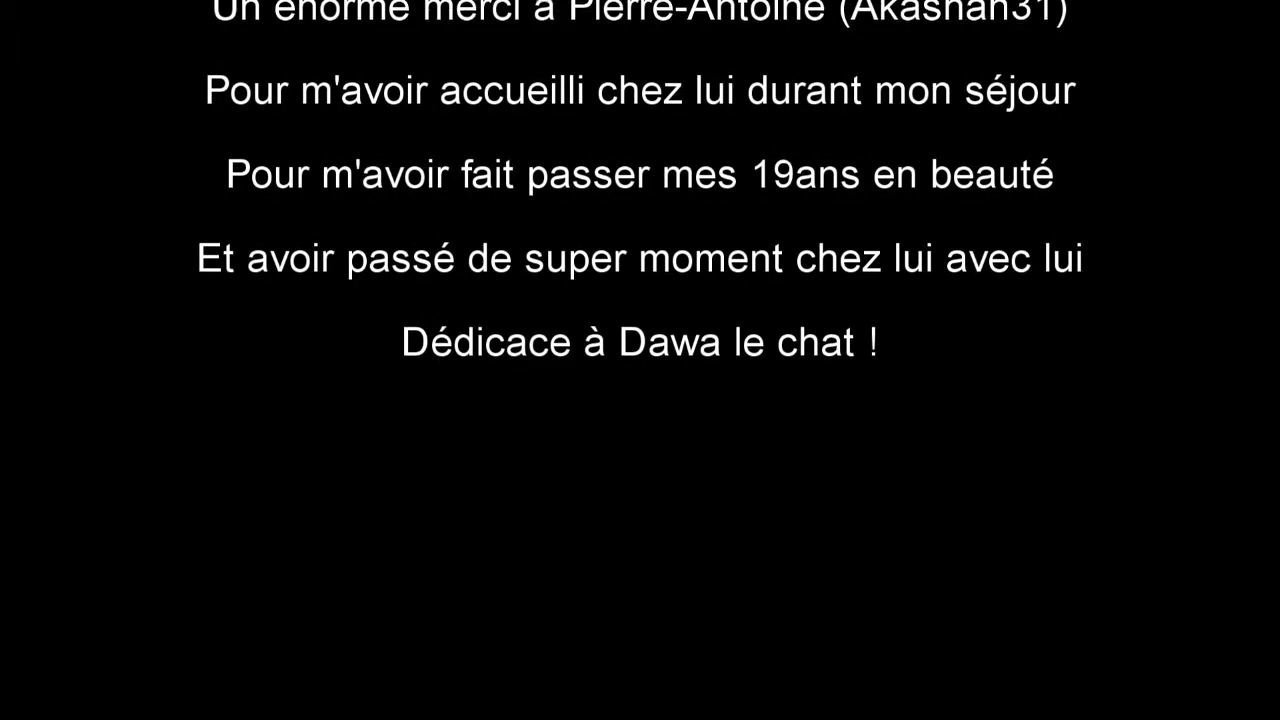 Un énorme merci à Pierre-Antoine (Akashan31)
Pour m'avoir accueilli chez lui durant mon séjour
Pour m'avoir fait passer mes 19ans en beauté
Et avoir passé de super moment chez lui avec lui
Dédicace à Dawa le chat !